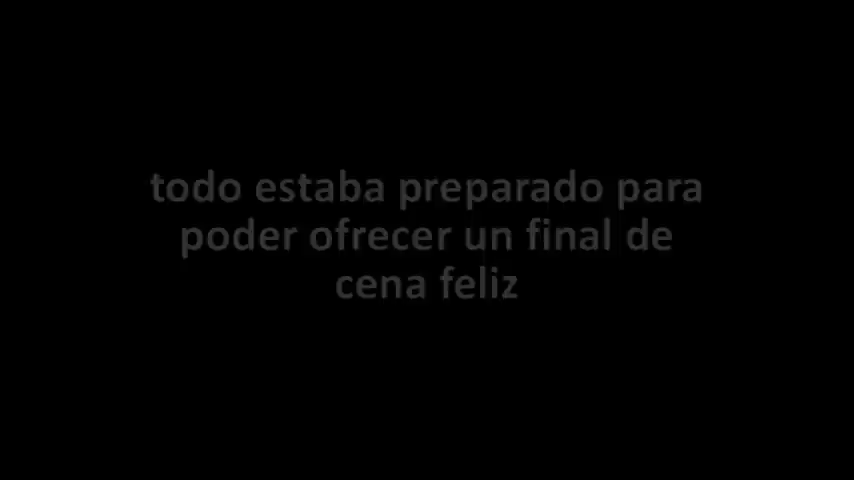 todo estaba preparado para
poder ofrecer un final de
cena feliz